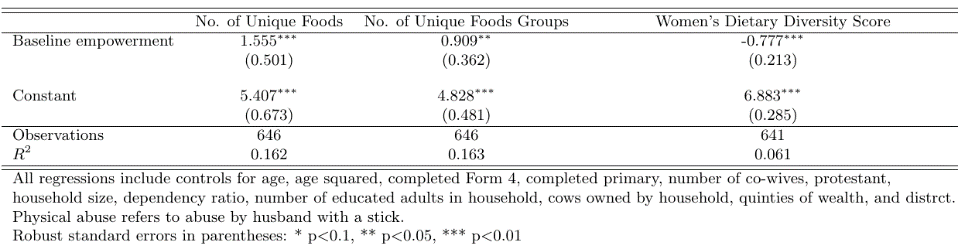 No. of Unique Foods No. of Unique Foods Groups Women's Dietary Diversity Score
Baseline empowerment 1.555*** 0.909** -0.777***
(0.501) (0.362) (0.213)
Constant 5.407*** 4.828*** 6.883***
(0.673) (0.481) (0.285)
Observations 646 646 641
R² 0.162 0.163 0.061
All regressions include controls for age, age squared, completed Form 4, completed primary, number of co-wives, protestant,
household size, dependency ratio, number of educated adults in household, cows owned by household, quinties of wealth, and distrct.
Physical abuse refers to abuse by husband with a stick.
Robust standard errors in parentheses: * p<0.1, ** p<0.05, *** p<0.01